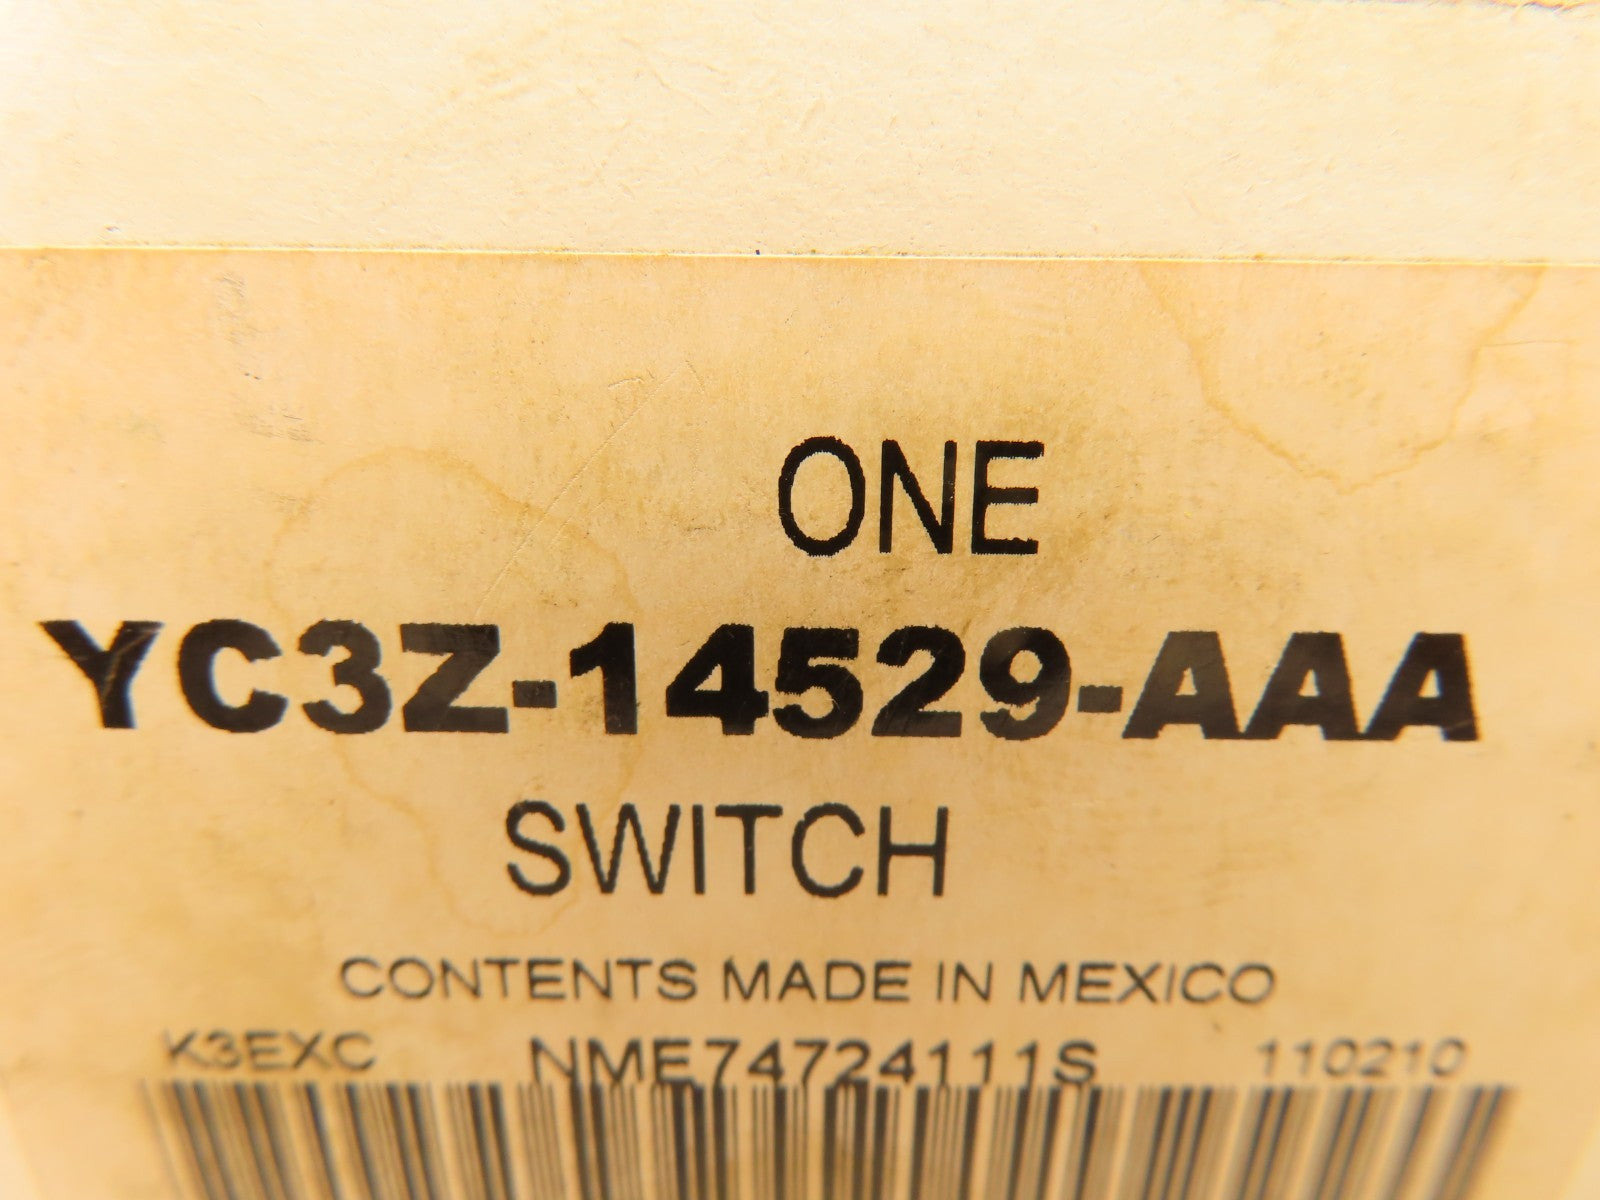 ONE
YC3Z-14529-AAA
SWITCH
CONTENTS MADE IN MEXICO
K3EXC NME74724111S 110210